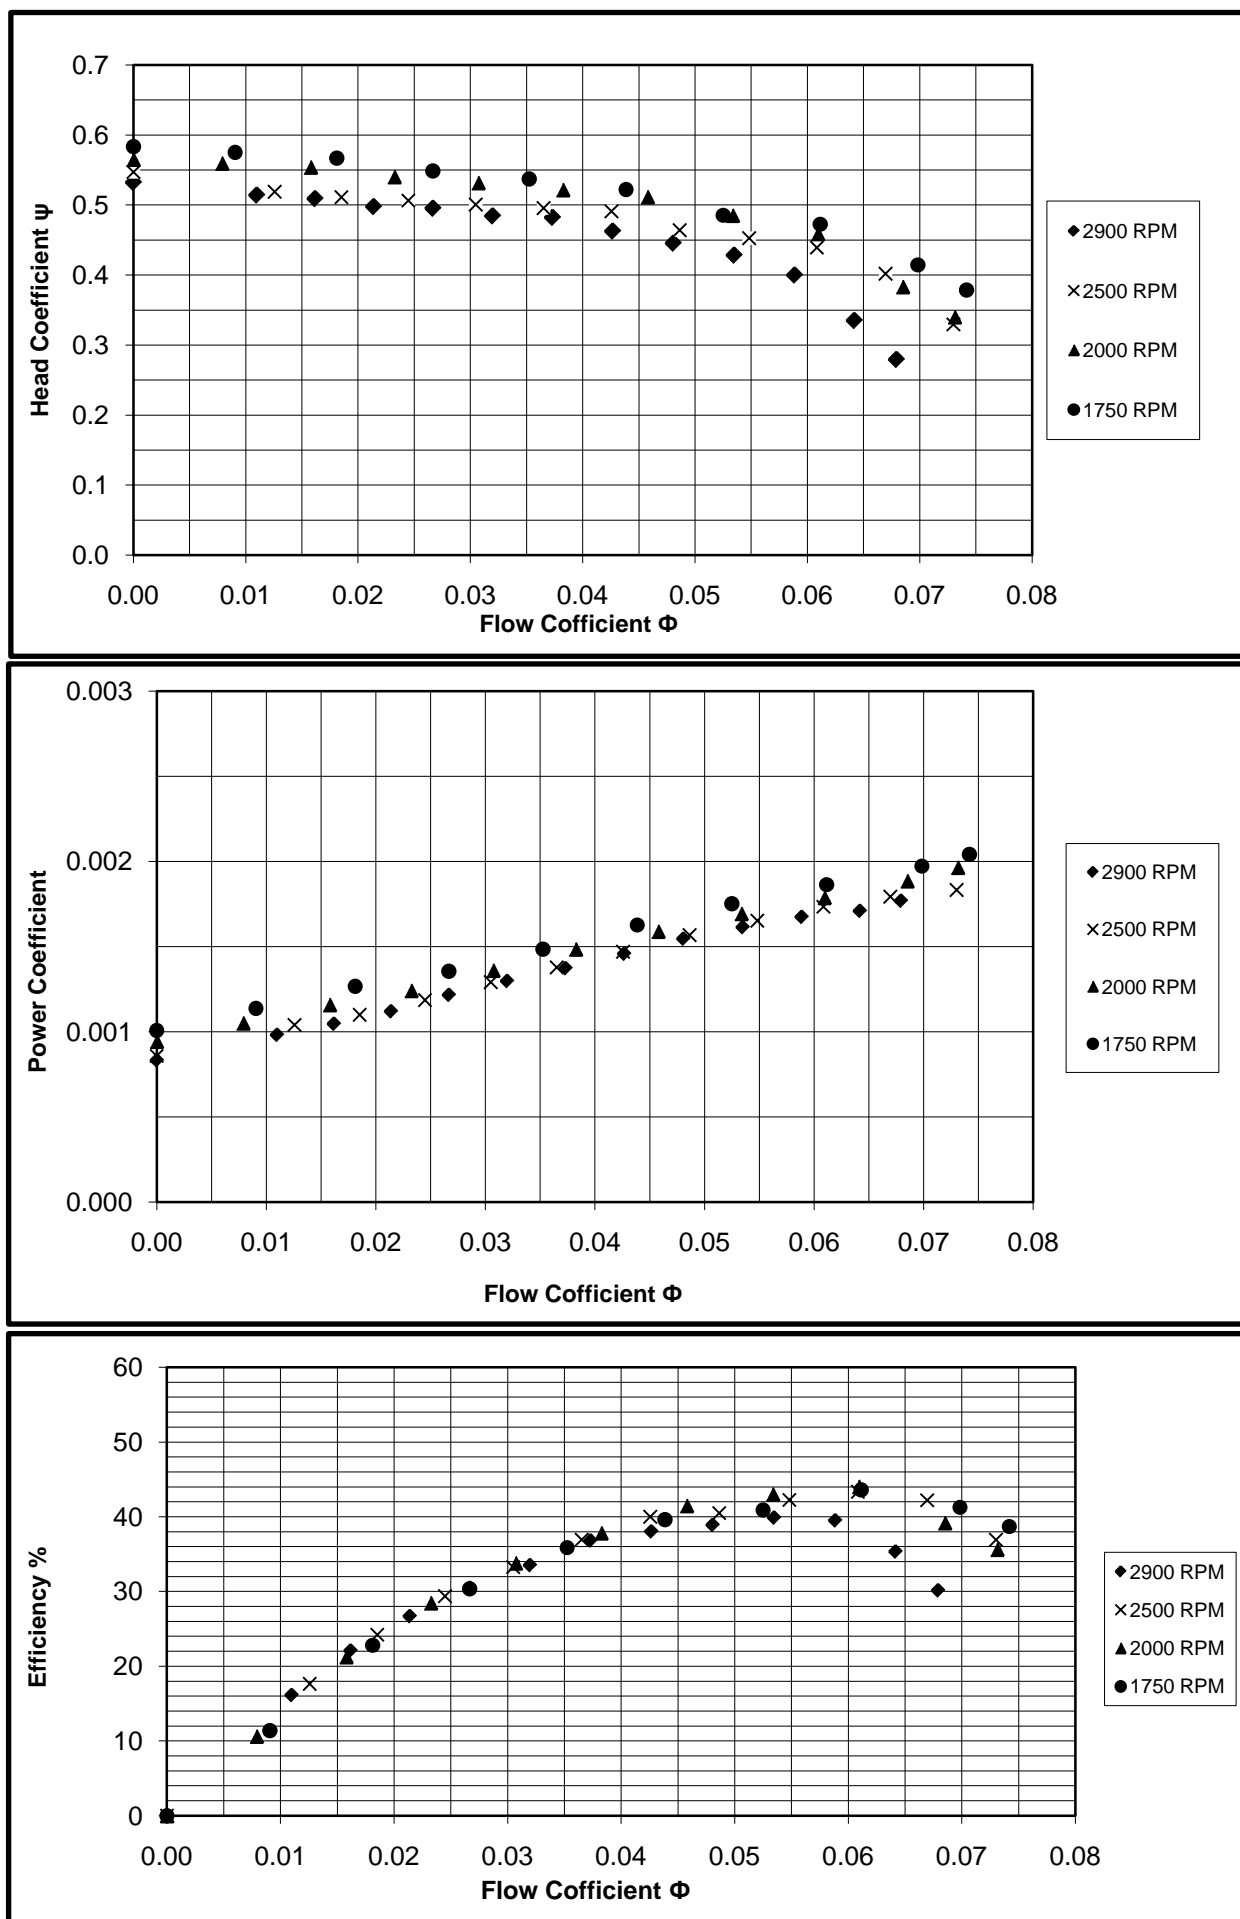 Head Coefficient ψ
0.7
0.6
0.5
0.4
0.3
0.2
0.1
0.0
0.00 0.01 0.02 0.03 0.04 0.05 0.06 0.07 0.08
Flow Cofficient Φ
2900 RPM
2500 RPM
2000 RPM
1750 RPM
Power Coefficient
0.003
0.002
0.001
0.000
0.00 0.01 0.02 0.03 0.04 0.05 0.06 0.07 0.08
Flow Cofficient Φ
2900 RPM
2500 RPM
2000 RPM
1750 RPM
Efficiency %
60
50
40
30
20
10
0
0.00 0.01 0.02 0.03 0.04 0.05 0.06 0.07 0.08
Flow Cofficient Φ
2900 RPM
2500 RPM
2000 RPM
1750 RPM